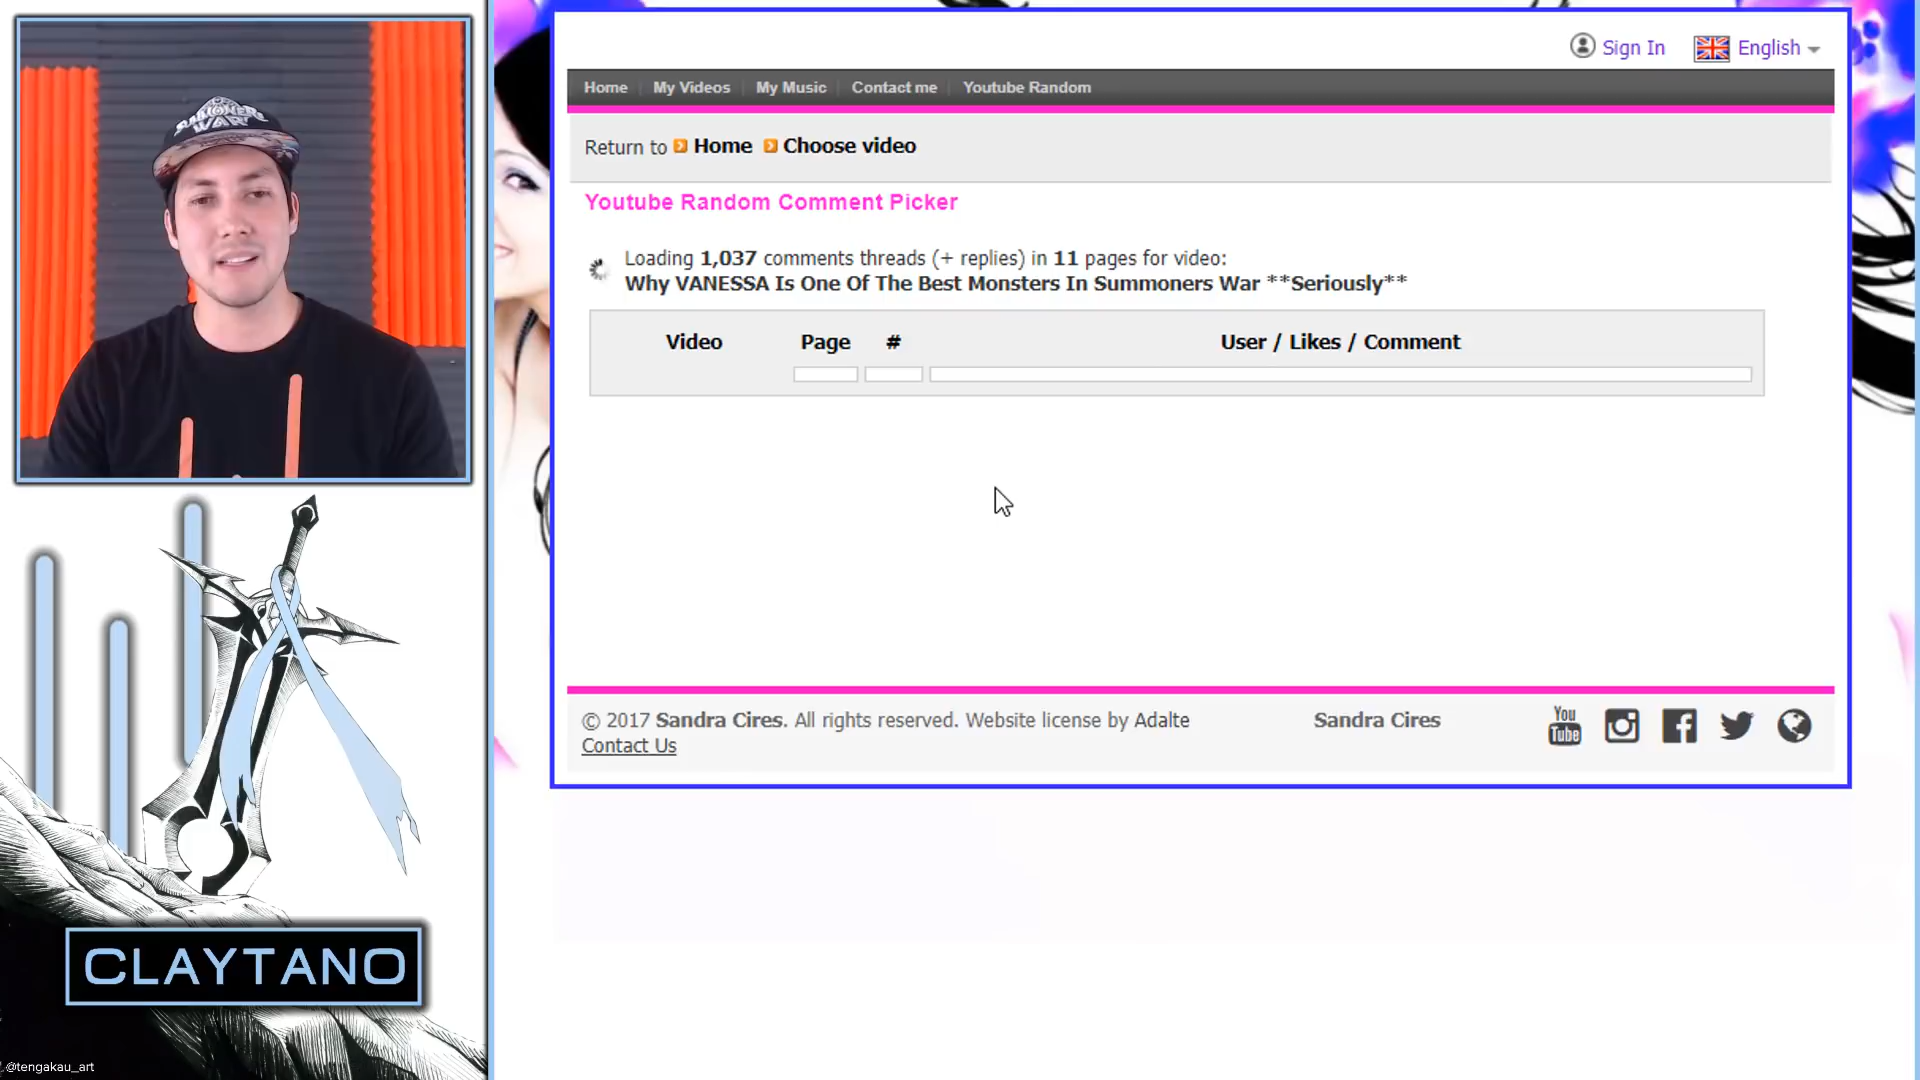 SUMMONERS
WAR
Sign In
English
Home
My Videos
My Music
Contact me
Youtube Random
Return to Home Choose video
Youtube Random Comment Picker
Loading 1,037 comments threads (+ replies) in 11 pages for video:
Why VANESSA Is One Of The Best Monsters In Summoners War **Seriously**
Video Page # User / Likes / Comment
© 2017 Sandra Cires. All rights reserved. Website license by Adalte
Contact Us
Sandra Cires
You
Tube
CLAYTANO
@tengakau_art